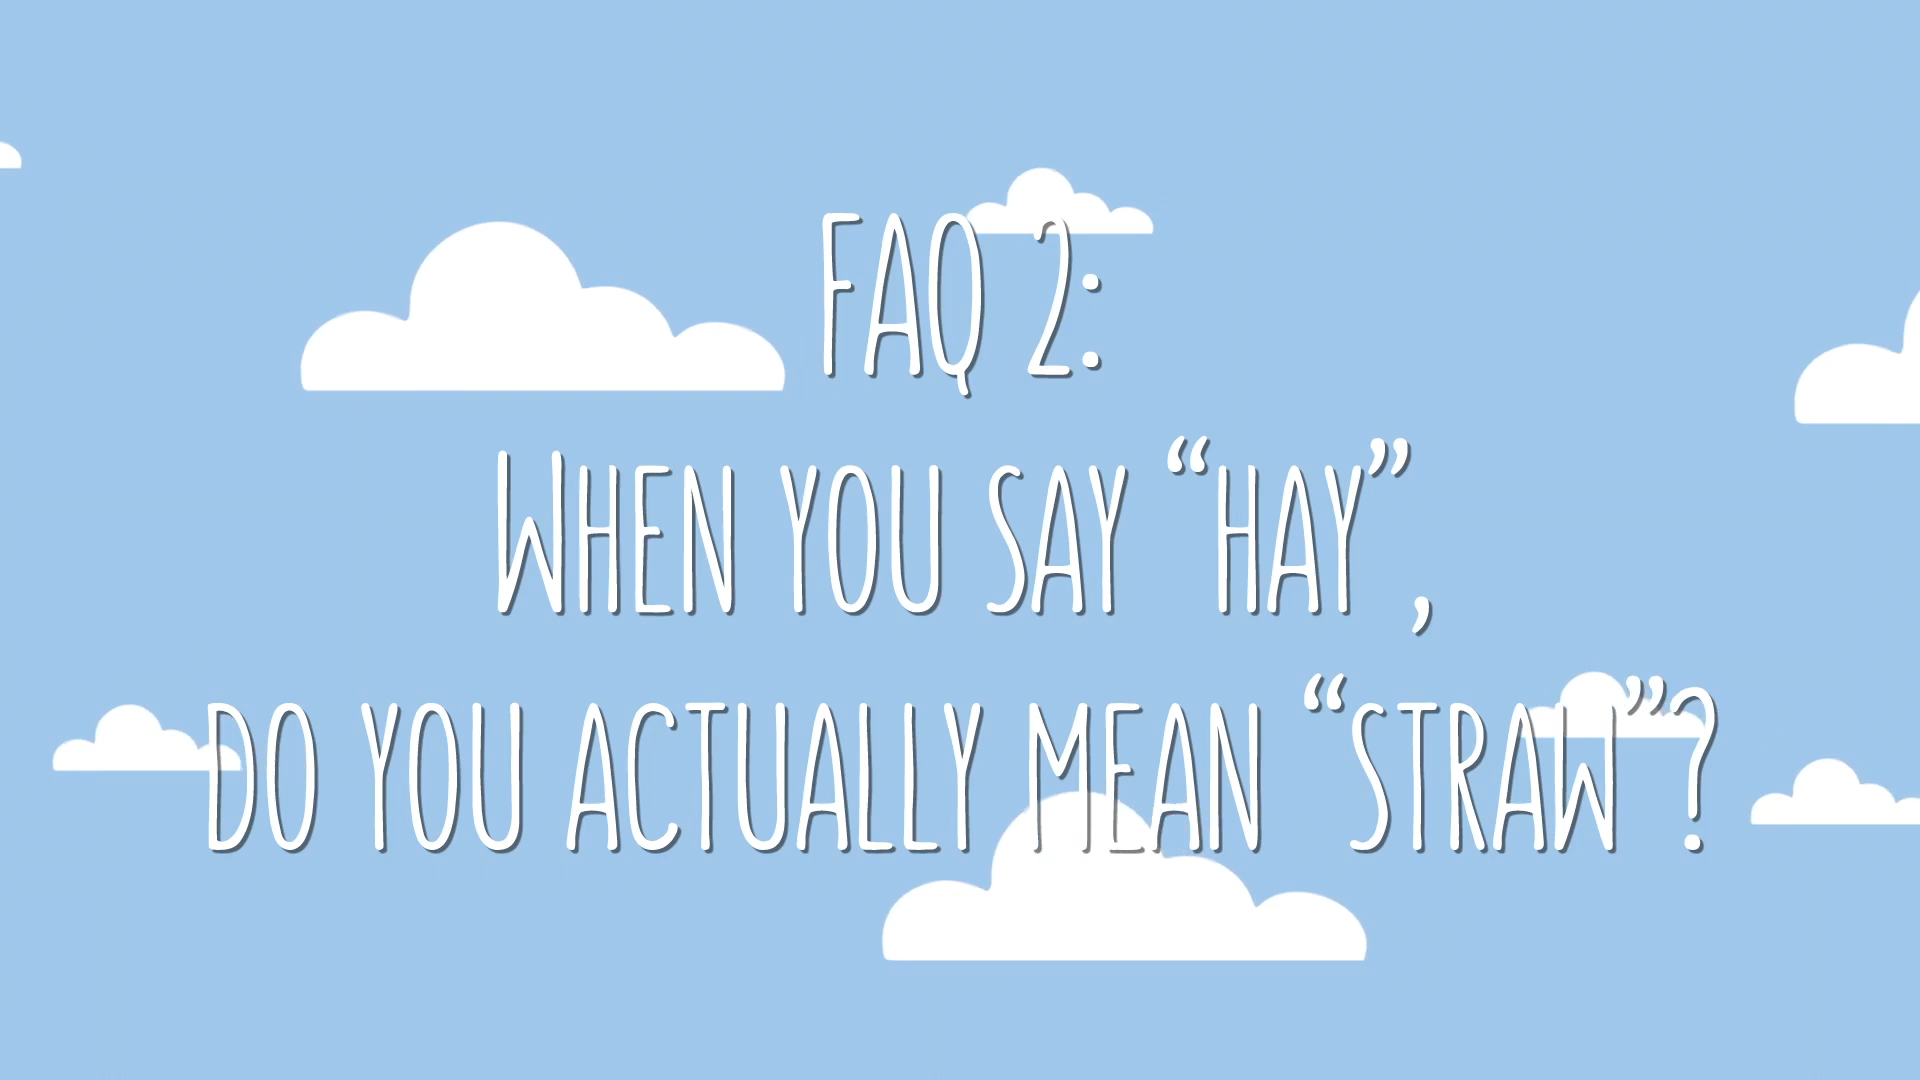 FAQ 2:
WHEN YOU SAY “HAY”,
DO YOU ACTUALLY MEAN “STRAW”?